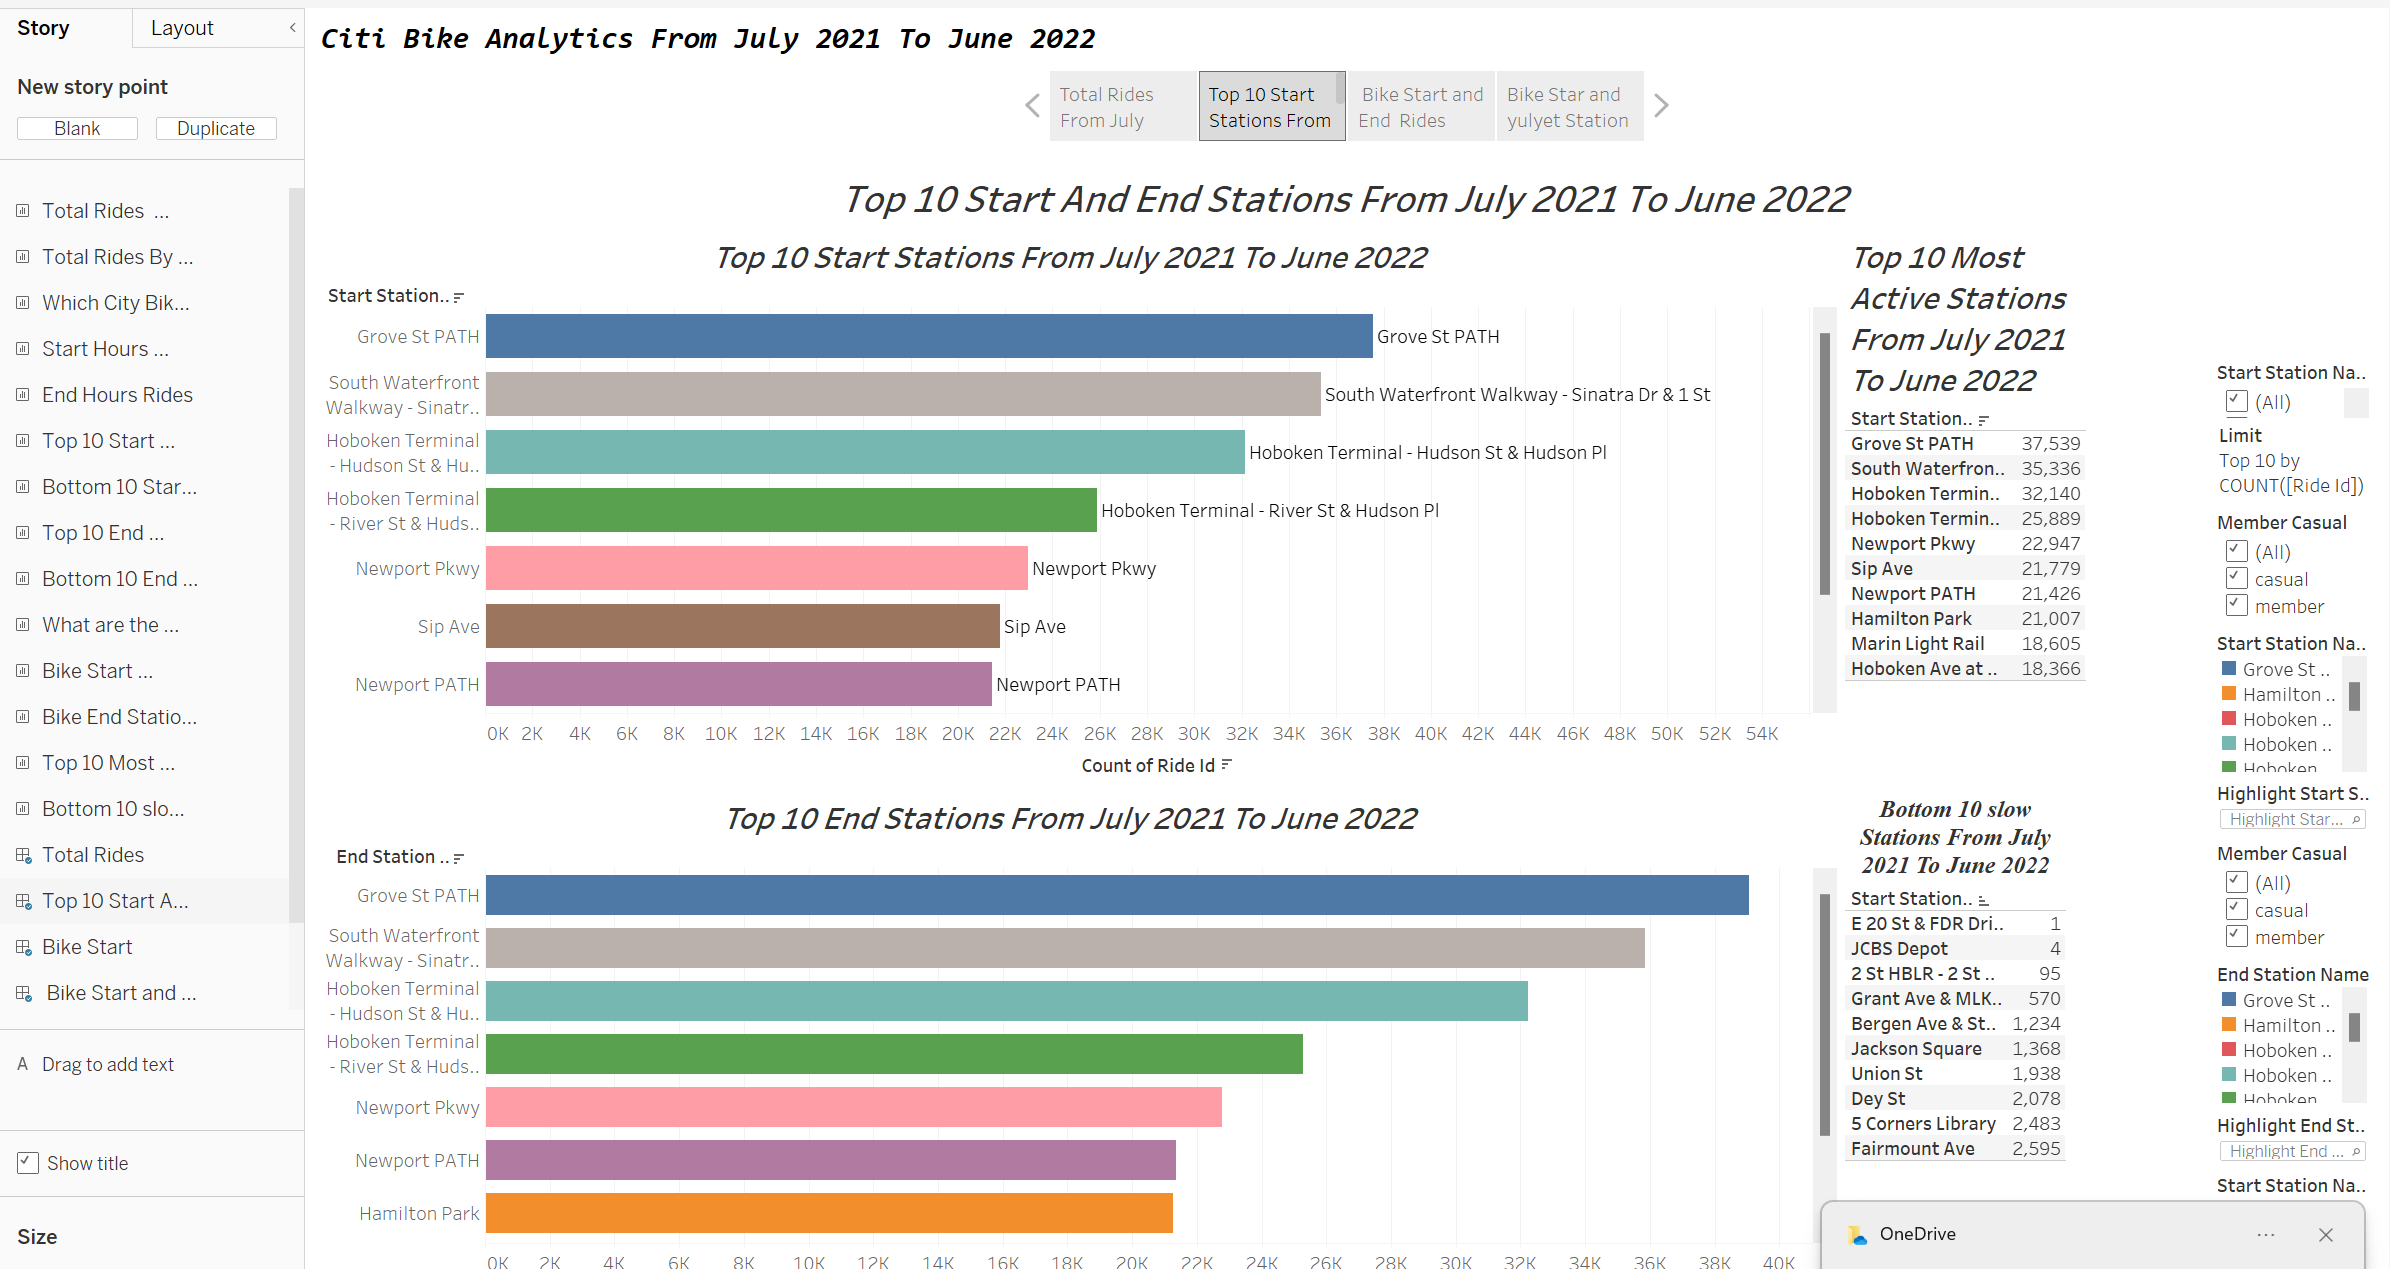 Story
Layout
New story point
Blank
Duplicate
Total Rides ...
Total Rides By ...
Which City Bik...
Start Hours ...
End Hours Rides
Top 10 Start ...
Bottom 10 Star...
Top 10 End ...
Bottom 10 End ...
What are the ...
Bike Start ...
Bike End Statio...
Top 10 Most ...
Bottom 10 slo...
Total Rides
Top 10 Start A...
Bike Start
Bike Start and ...
A Drag to add text
Show title
Size
Citi Bike Analytics From July 2021 To June 2022
Total Rides
From July
Top 10 Start
Stations From
Bike Start and
End Rides
Bike Star and
yulyet Station
Top 10 Start And End Stations From July 2021 To June 2022
Top 10 Start Stations From July 2021 To June 2022
Start Station..
Grove St PATH
Grove St PATH
South Waterfront
Walkway - Sinatr..
South Waterfront Walkway - Sinatra Dr & 1 St
Hoboken Terminal
- Hudson St & Hu..
Hoboken Terminal - Hudson St & Hudson Pl
Hoboken Terminal
- River St & Huds..
Hoboken Terminal - River St & Hudson Pl
Newport Pkwy
Newport Pkwy
Sip Ave
Sip Ave
Newport PATH
Newport PATH
0K 2K 4K 6K 8K 10K 12K 14K 16K 18K 20K 22K 24K 26K 28K 30K 32K 34K 36K 38K 40K 42K 44K 46K 48K 50K 52K 54K
Count of Ride Id
Top 10 End Stations From July 2021 To June 2022
End Station ..
Grove St PATH
South Waterfront
Walkway - Sinatr..
Hoboken Terminal
- Hudson St & Hu..
Hoboken Terminal
- River St & Huds..
Newport Pkwy
Newport PATH
Hamilton Park
0K 2K 4K 6K 8K 10K 12K 14K 16K 18K 20K 22K 24K 26K 28K 30K 32K 34K 36K 38K 40K
Top 10 Most
Active Stations
From July 2021
To June 2022
Start Station..
Grove St PATH 37,539
South Waterfron.. 35,336
Hoboken Termin.. 32,140
Hoboken Termin.. 25,889
Newport Pkwy 22,947
Sip Ave 21,779
Newport PATH 21,426
Hamilton Park 21,007
Marin Light Rail 18,605
Hoboken Ave at .. 18,366
Bottom 10 slow
Stations From July
2021 To June 2022
Start Station..
E 20 St & FDR Dri.. 1
JCBS Depot 4
2 St HBLR - 2 St .. 95
Grant Ave & MLK.. 570
Bergen Ave & St.. 1,234
Jackson Square 1,368
Union St 1,938
Dey St 2,078
5 Corners Library 2,483
Fairmount Ave 2,595
Start Station Na..
(All)
Limit
Top 10 by
COUNT([Ride Id])
Member Casual
(All)
casual
member
Start Station Na..
Grove St ..
Hamilton ..
Hoboken ..
Hoboken ..
Hoboken
Highlight Start S..
Highlight Star...
Member Casual
(All)
casual
member
End Station Name
Grove St ..
Hamilton ..
Hoboken ..
Hoboken ..
Hoboken
Highlight End St..
Highlight End ...
Start Station Na..
OneDrive